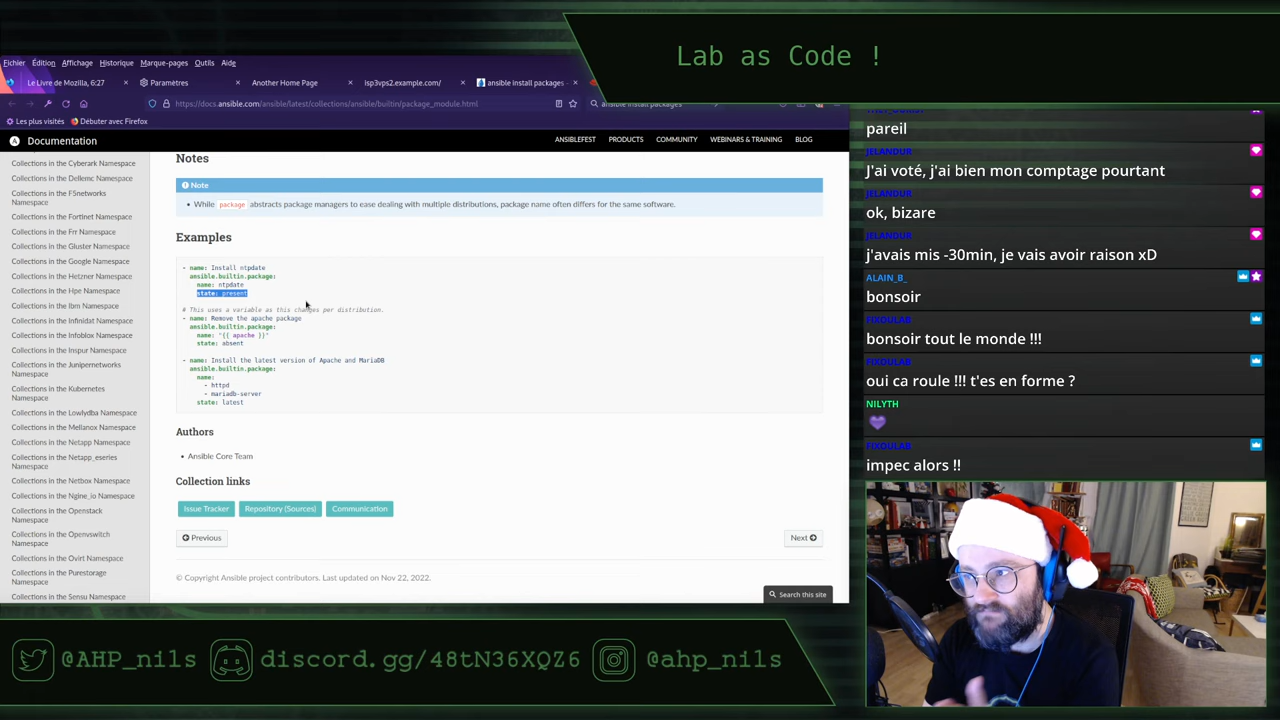 Lab as Code !
Fichier Édition Affichage Historique Marque-pages Outils Aide
Le Livre de Mozilla, 6:27
Paramètres
Another Home Page
isp3vps2.example.com/
ansible install packages -
https://docs.ansible.com/ansible/latest/collections/ansible/builtin/package_module.html
ansible install packages
Les plus visités
Débuter avec Firefox
Documentation
ANSIBLEFEST PRODUCTS COMMUNITY WEBINARS & TRAINING BLOG
Collections in the Cyberark Namespace
Collections in the Dellemc Namespace
Collections in the F5networks
Namespace
Collections in the Fortinet Namespace
Collections in the Frr Namespace
Collections in the Gluster Namespace
Collections in the Google Namespace
Collections in the Hetzner Namespace
Collections in the Hpe Namespace
Collections in the Ibm Namespace
Collections in the Infinidat Namespace
Collections in the Infoblox Namespace
Collections in the Inspur Namespace
Collections in the Junipernetworks
Namespace
Collections in the Kubernetes
Namespace
Collections in the Lowlydba Namespace
Collections in the Mellanox Namespace
Collections in the Netapp Namespace
Collections in the Netapp_eseries
Namespace
Collections in the Netbox Namespace
Collections in the Ngine_io Namespace
Collections in the Openstack
Namespace
Collections in the Openvswitch
Namespace
Collections in the Ovirt Namespace
Collections in the Purestorage
Namespace
Collections in the Sensu Namespace
Notes
Note
• While package abstracts package managers to ease dealing with multiple distributions, package name often differs for the same software.
Examples
- name: Install ntpdate
ansible.builtin.package:
name: ntpdate
state: present
# This uses a variable as this changes per distribution.
- name: Remove the apache package
ansible.builtin.package:
name: "{{ apache }}"
state: absent
- name: Install the latest version of Apache and MariaDB
ansible.builtin.package:
name:
- httpd
- mariadb-server
state: latest
Authors
• Ansible Core Team
Collection links
Issue Tracker
Repository (Sources)
Communication
Previous
Next
© Copyright Ansible project contributors. Last updated on Nov 22, 2022.
Search this site
pareil
JELANDUR
J'ai voté, j'ai bien mon comptage pourtant
JELANDUR
ok, bizare
JELANDUR
j'avais mis -30min, je vais avoir raison xD
ALAIN_B_
bonsoir
FIXOULAB
bonsoir tout le monde !!!
FIXOULAB
oui ca roule !!! t'es en forme ?
NILYTH
FIXOULAB
impec alors !!
@AHP_nils
discord.gg/48tN36XQZ6
@ahp_nils